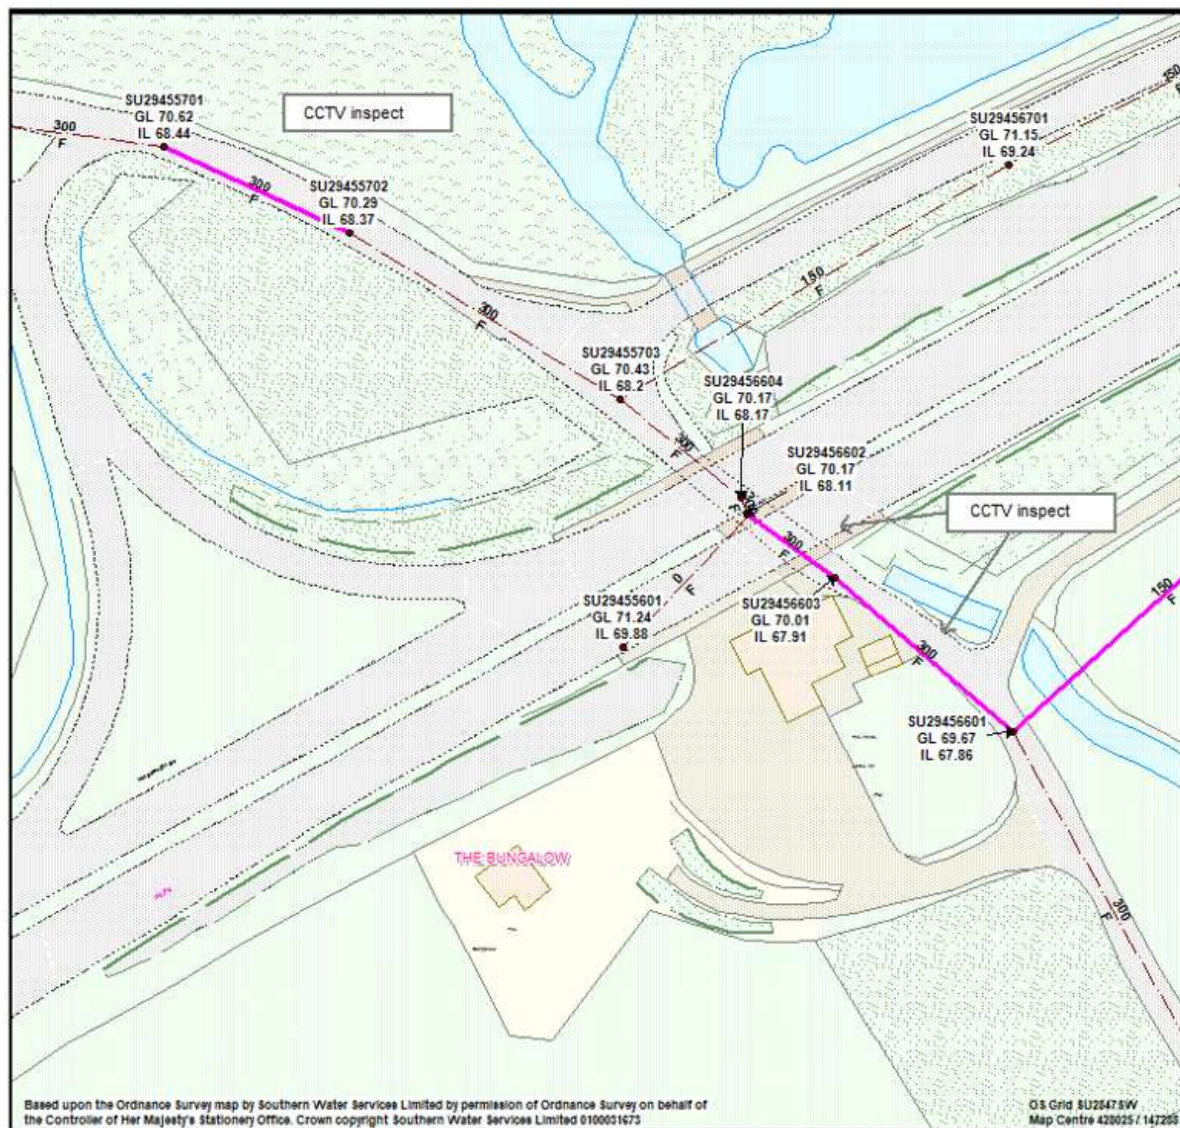 SU29455701
GL 70.62
IL 68.44
300
F
CCTV inspect
SU29456701
GL 71.15
IL 69.24
150
F
300
F
SU29455702
GL 70.29
IL 68.37
300
F
150
F
SU29455703
GL 70.43
IL 68.2
SU29456604
GL 70.17
IL 68.17
300
F
SU29456602
GL 70.17
IL 68.11
F
CCTV inspect
300
F
0
F
SU29455601
GL 71.24
IL 69.88
SU29456603
GL 70.01
IL 67.91
150
F
300
F
SU29456601
GL 69.67
IL 67.86
THE BUNGALOW
300
F
Based upon the Ordnance Survey map by Southern Water Services Limited by permission of Ordnance Survey on behalf of
the Controller of Her Majesty's Stationery Office. Crown copyright Southern Water Services Limited 0100031673
OS Grid SU2847SW
Map Centre 428025 / 147255